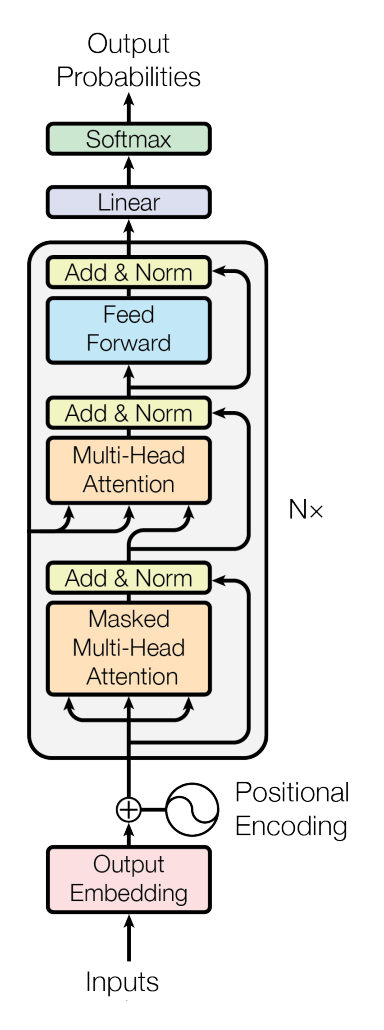 Output
Probabilities
Softmax
Linear
Add & Norm
Feed
Forward
Add & Norm
Multi-Head
Attention
N×
Add & Norm
Masked
Multi-Head
Attention
Positional
Encoding
Output
Embedding
Inputs